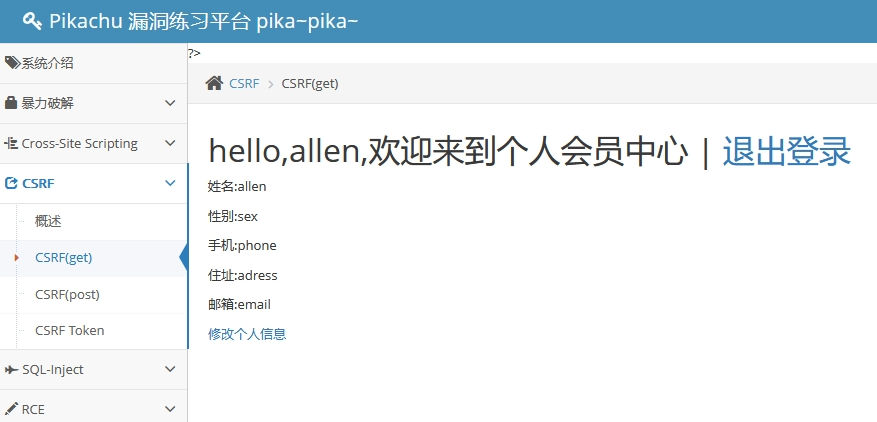 Pikachu 漏洞练习平台 pika~pika~
系统介绍
暴力破解
Cross-Site Scripting
CSRF
概述
CSRF(get)
CSRF(post)
CSRF Token
SQL-Inject
RCE
?>
CSRF > CSRF(get)
hello,allen,欢迎来到个人会员中心 | 退出登录
姓名:allen
性别:sex
手机:phone
住址:adress
邮箱:email
修改个人信息